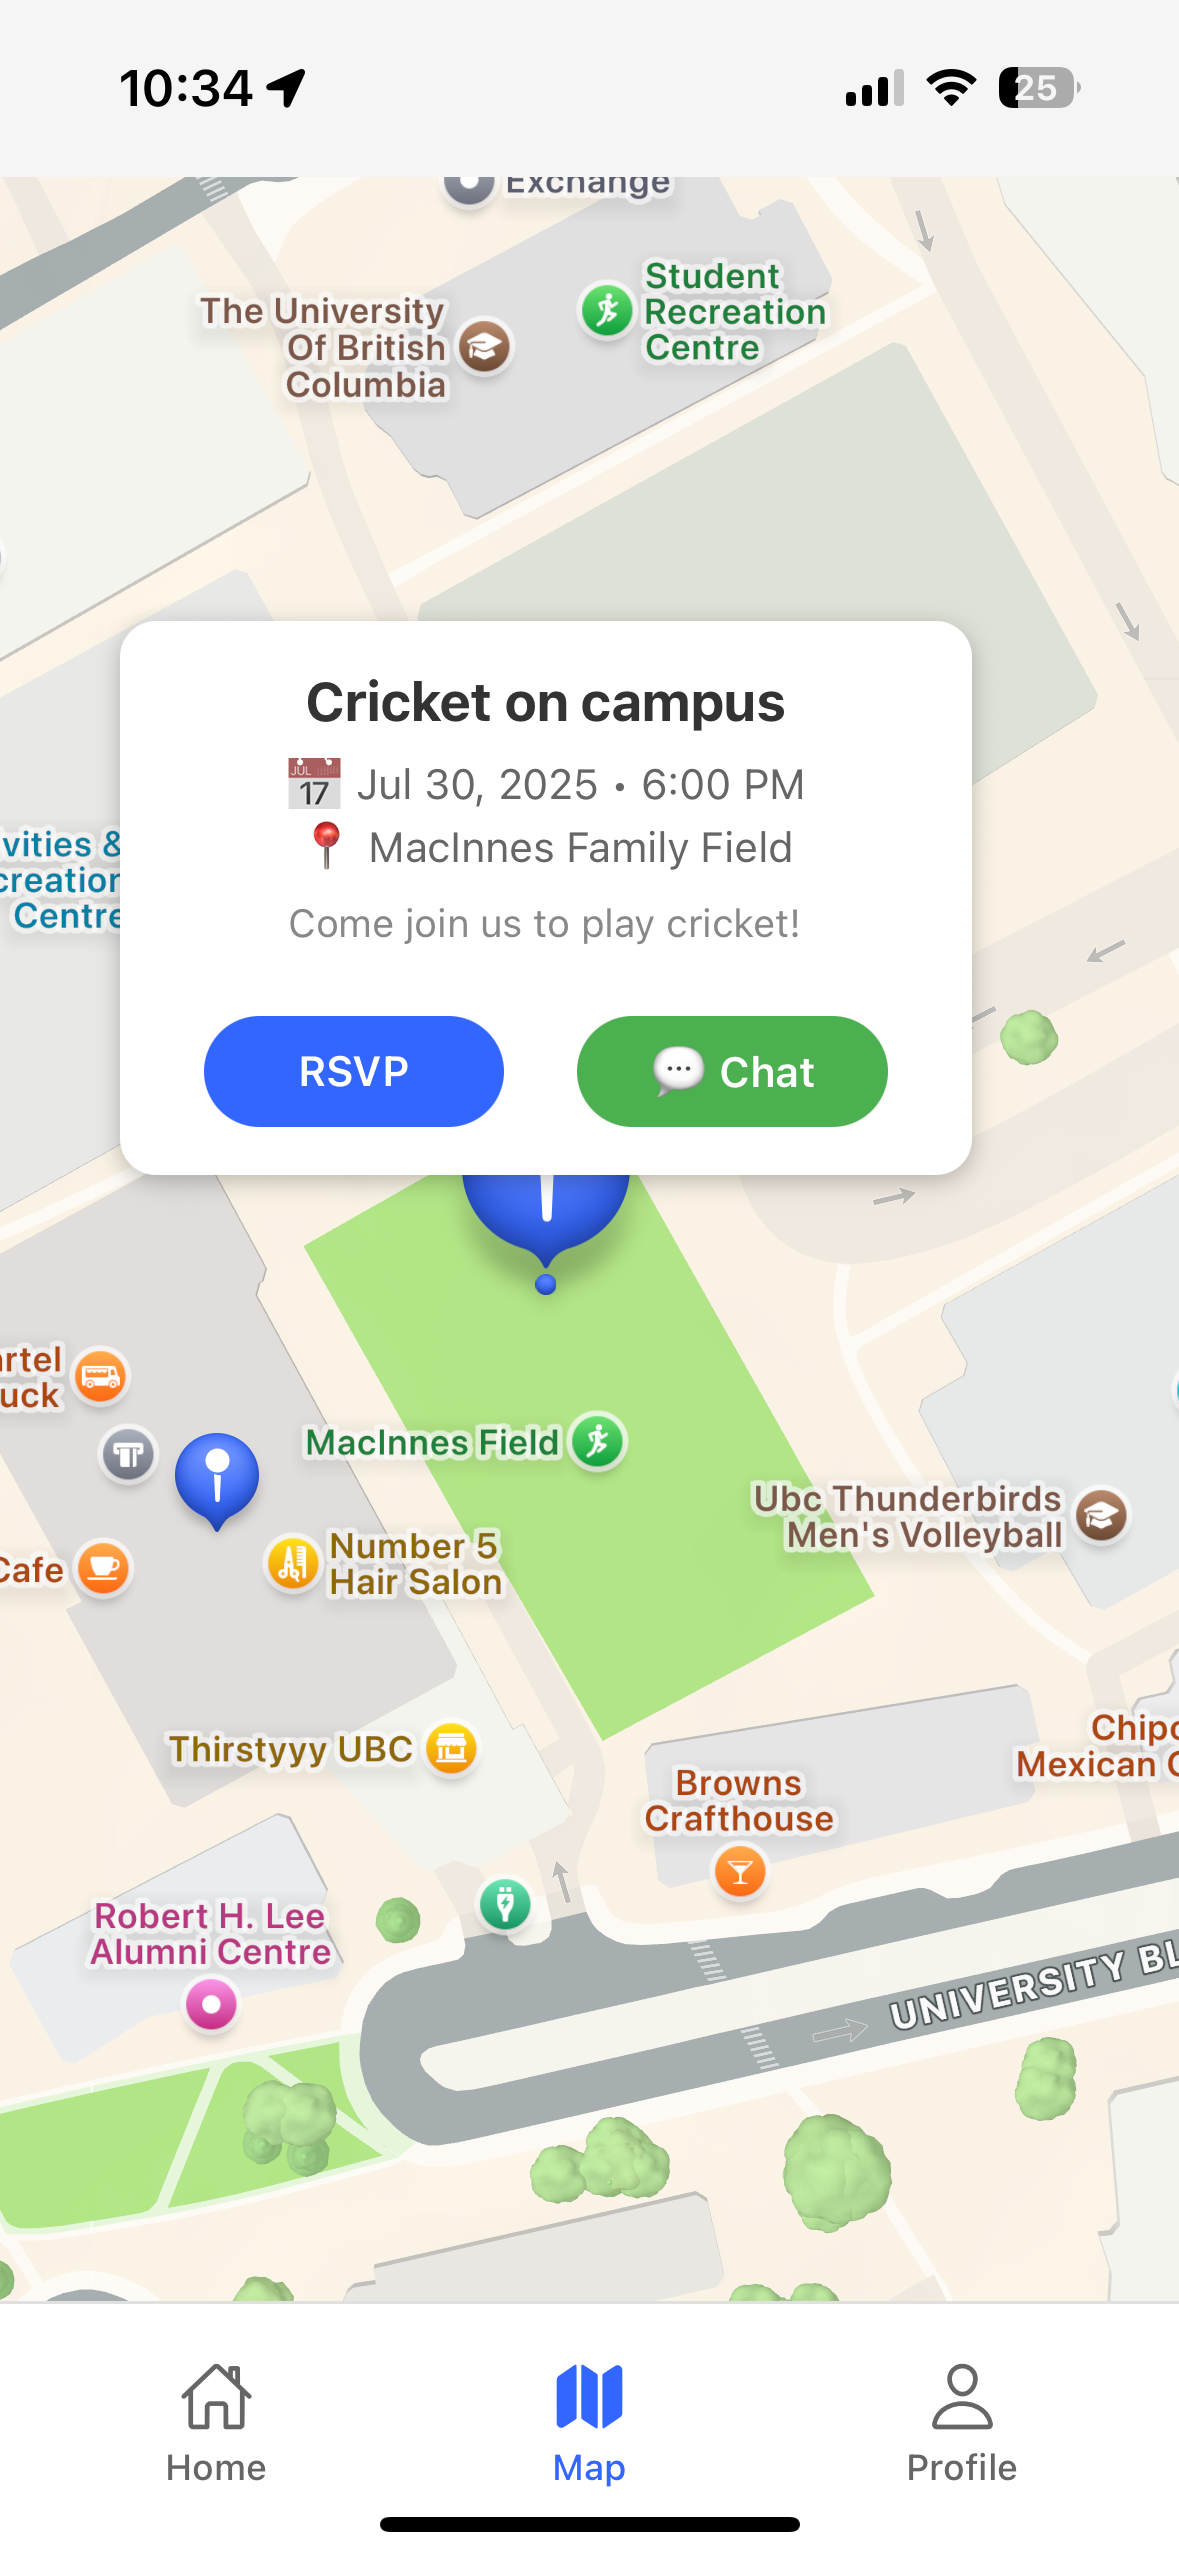 10:34
25
Exchange
The University
Of British
Columbia
Student
Recreation
Centre
Cricket on campus
JUL
17
Jul 30, 2025 • 6:00 PM
MacInnes Family Field
Come join us to play cricket!
RSVP
Chat
vities &
creation
Centre
artel
uck
MacInnes Field
Ubc Thunderbirds
Men's Volleyball
Cafe
Number 5
Hair Salon
Thirstyyy UBC
Browns
Crafthouse
Chipo
Mexican G
Robert H. Lee
Alumni Centre
UNIVERSITY BL
Home
Map
Profile